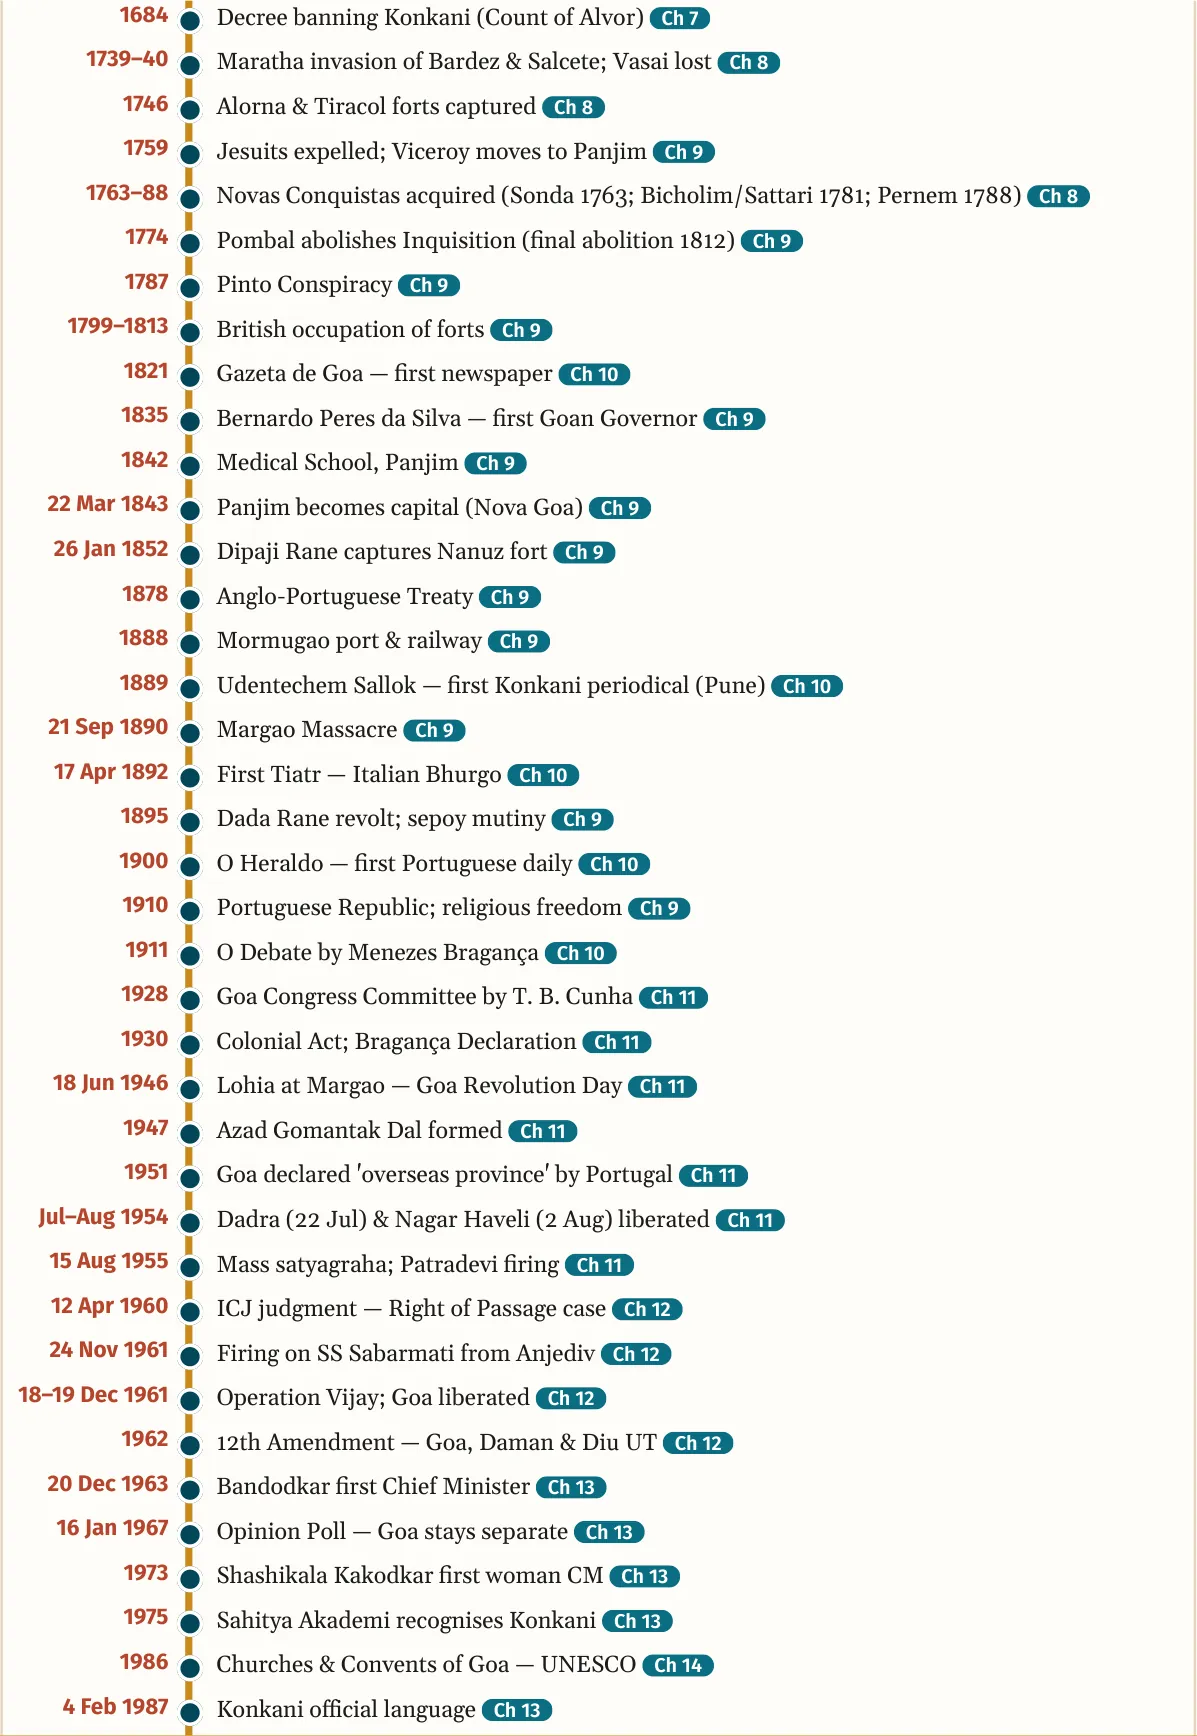 1684 Decree banning Konkani (Count of Alvor) Ch 7
1739–40 Maratha invasion of Bardez & Salcete; Vasai lost Ch 8
1746 Alorna & Tiracol forts captured Ch 8
1759 Jesuits expelled; Viceroy moves to Panjim Ch 9
1763–88 Novas Conquistas acquired (Sonda 1763; Bicholim/Sattari 1781; Pernem 1788) Ch 8
1774 Pombal abolishes Inquisition (final abolition 1812) Ch 9
1787 Pinto Conspiracy Ch 9
1799–1813 British occupation of forts Ch 9
1821 Gazeta de Goa — first newspaper Ch 10
1835 Bernardo Peres da Silva — first Goan Governor Ch 9
1842 Medical School, Panjim Ch 9
22 Mar 1843 Panjim becomes capital (Nova Goa) Ch 9
26 Jan 1852 Dipaji Rane captures Nanuz fort Ch 9
1878 Anglo-Portuguese Treaty Ch 9
1888 Mormugao port & railway Ch 9
1889 Udentechem Sallok — first Konkani periodical (Pune) Ch 10
21 Sep 1890 Margao Massacre Ch 9
17 Apr 1892 First Tiatr — Italian Bhurgo Ch 10
1895 Dada Rane revolt; sepoy mutiny Ch 9
1900 O Heraldo — first Portuguese daily Ch 10
1910 Portuguese Republic; religious freedom Ch 9
1911 O Debate by Menezes Bragança Ch 10
1928 Goa Congress Committee by T. B. Cunha Ch 11
1930 Colonial Act; Bragança Declaration Ch 11
18 Jun 1946 Lohia at Margao — Goa Revolution Day Ch 11
1947 Azad Gomantak Dal formed Ch 11
1951 Goa declared 'overseas province' by Portugal Ch 11
Jul–Aug 1954 Dadra (22 Jul) & Nagar Haveli (2 Aug) liberated Ch 11
15 Aug 1955 Mass satyagraha; Patradevi firing Ch 11
12 Apr 1960 ICJ judgment — Right of Passage case Ch 12
24 Nov 1961 Firing on SS Sabarmati from Anjediv Ch 12
18–19 Dec 1961 Operation Vijay; Goa liberated Ch 12
1962 12th Amendment — Goa, Daman & Diu UT Ch 12
20 Dec 1963 Bandodkar first Chief Minister Ch 13
16 Jan 1967 Opinion Poll — Goa stays separate Ch 13
1973 Shashikala Kakodkar first woman CM Ch 13
1975 Sahitya Akademi recognises Konkani Ch 13
1986 Churches & Convents of Goa — UNESCO Ch 14
4 Feb 1987 Konkani official language Ch 13